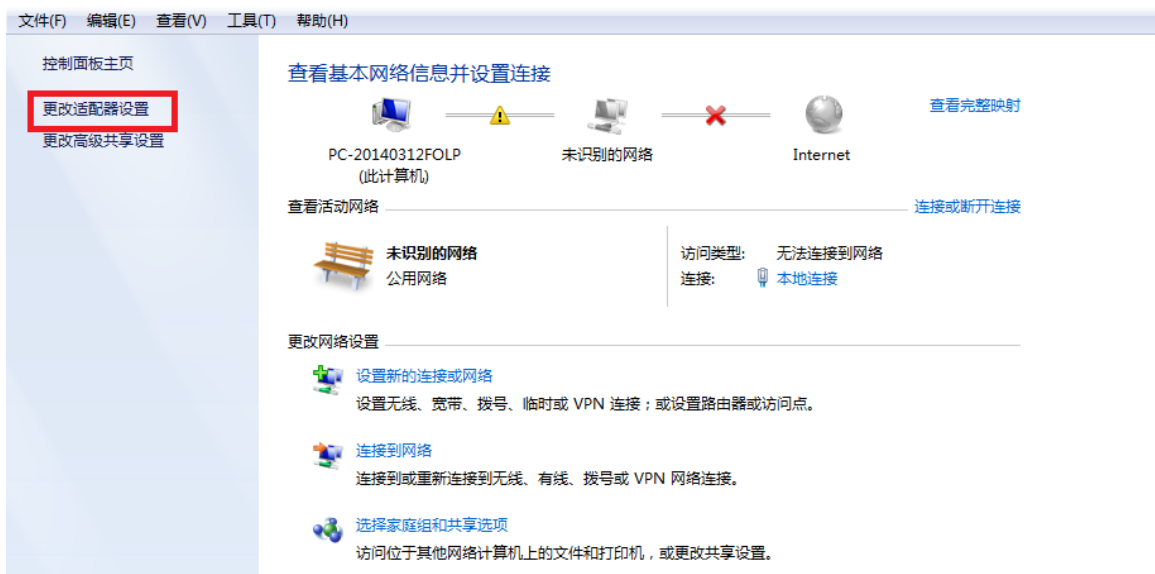 文件(F) 编辑(E) 查看(V) 工具(T) 帮助(H)
控制面板主页
更改适配器设置
更改高级共享设置
查看基本网络信息并设置连接
查看完整映射
PC-20140312FOLP 未识别的网络 Internet
(此计算机)
查看活动网络 连接或断开连接
未识别的网络
公用网络
访问类型: 无法连接到网络
连接: 本地连接
更改网络设置
设置新的连接或网络
设置无线、宽带、拨号、临时或 VPN 连接；或设置路由器或访问点。
连接到网络
连接到或重新连接到无线、有线、拨号或 VPN 网络连接。
选择家庭组和共享选项
访问位于其他网络计算机上的文件和打印机，或更改共享设置。